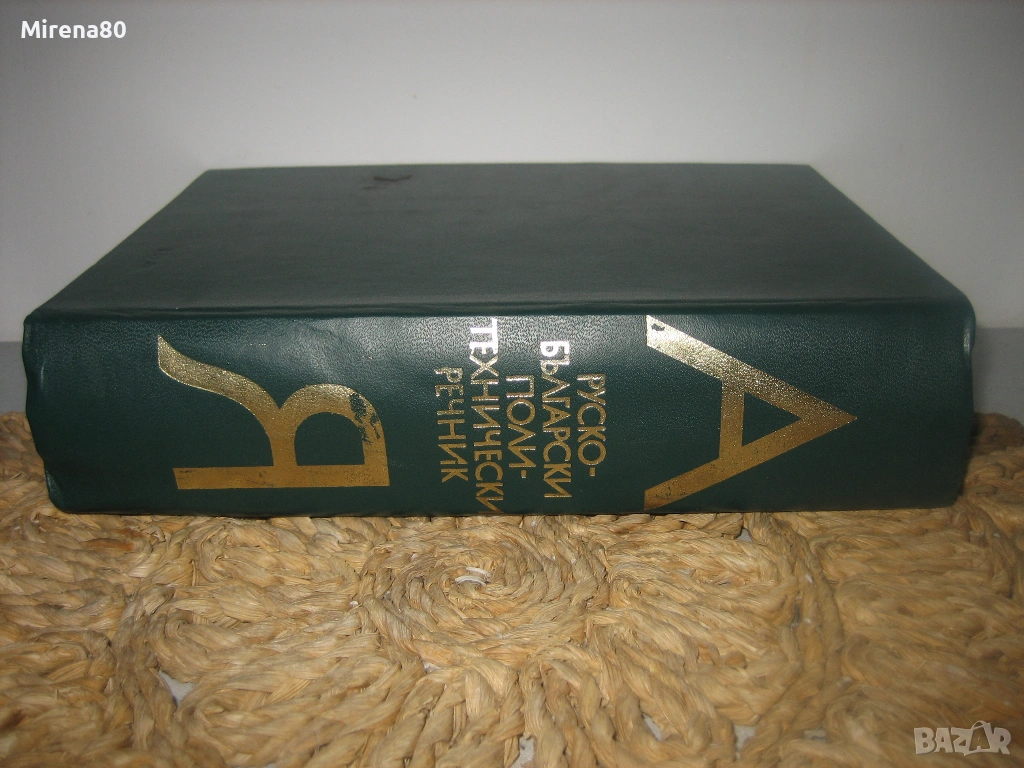 Mirena80
А
РУСКО-
БЪЛГАРСКИ
ПОЛИ-
ТЕХНИЧЕСКИ
РЕЧНИК
Я
BAZAR